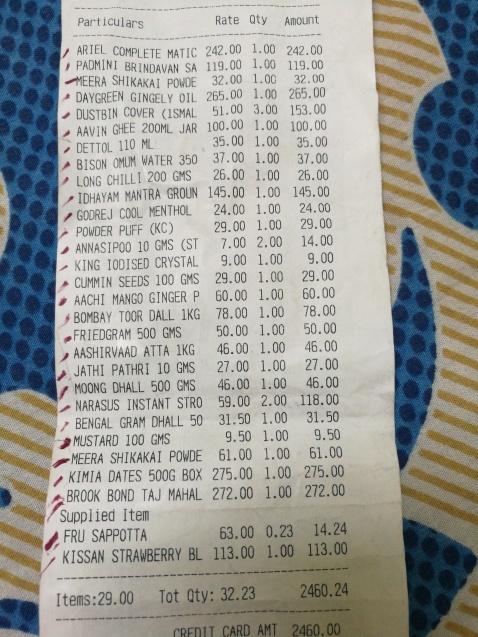 Particulars Rate Qty Amount
ARIEL COMPLETE MATIC 242.00 1.00 242.00
PADMINI BRINDAVAN SA 119.00 1.00 119.00
MEERA SHIKAKAI POWDE 32.00 1.00 32.00
DAYGREEN GINGELY OIL 265.00 1.00 265.00
DUSTBIN COVER (1SMAL 51.00 3.00 153.00
AAVIN GHEE 200ML JAR 100.00 1.00 100.00
DETTOL 110 ML 35.00 1.00 35.00
BISON OMUM WATER 350 37.00 1.00 37.00
LONG CHILLI 200 GMS 26.00 1.00 26.00
IDHAYAM MANTRA GROUN 145.00 1.00 145.00
GODREJ COOL MENTHOL 24.00 1.00 24.00
POWDER PUFF (KC) 29.00 1.00 29.00
ANNASIPOO 10 GMS (ST 7.00 2.00 14.00
KING IODISED CRYSTAL 9.00 1.00 9.00
CUMMIN SEEDS 100 GMS 29.00 1.00 29.00
AACHI MANGO GINGER P 60.00 1.00 60.00
BOMBAY TOOR DALL 1KG 78.00 1.00 78.00
FRIEDGRAM 500 GMS 50.00 1.00 50.00
AASHIRVAAD ATTA 1KG 46.00 1.00 46.00
JATHI PATHRI 10 GMS 27.00 1.00 27.00
MOONG DHALL 500 GMS 46.00 1.00 46.00
NARASUS INSTANT STRO 59.00 2.00 118.00
BENGAL GRAM DHALL 50 31.50 1.00 31.50
MUSTARD 100 GMS 9.50 1.00 9.50
MEERA SHIKAKAI POWDE 61.00 1.00 61.00
KIMIA DATES 500G BOX 275.00 1.00 275.00
BROOK BOND TAJ MAHAL 272.00 1.00 272.00
Supplied Item
FRU SAPPOTTA 63.00 0.23 14.24
KISSAN STRAWBERRY BL 113.00 1.00 113.00
Items:29.00 Tot Qty: 32.23 2460.24
CREDIT CARD AMT 2460.00